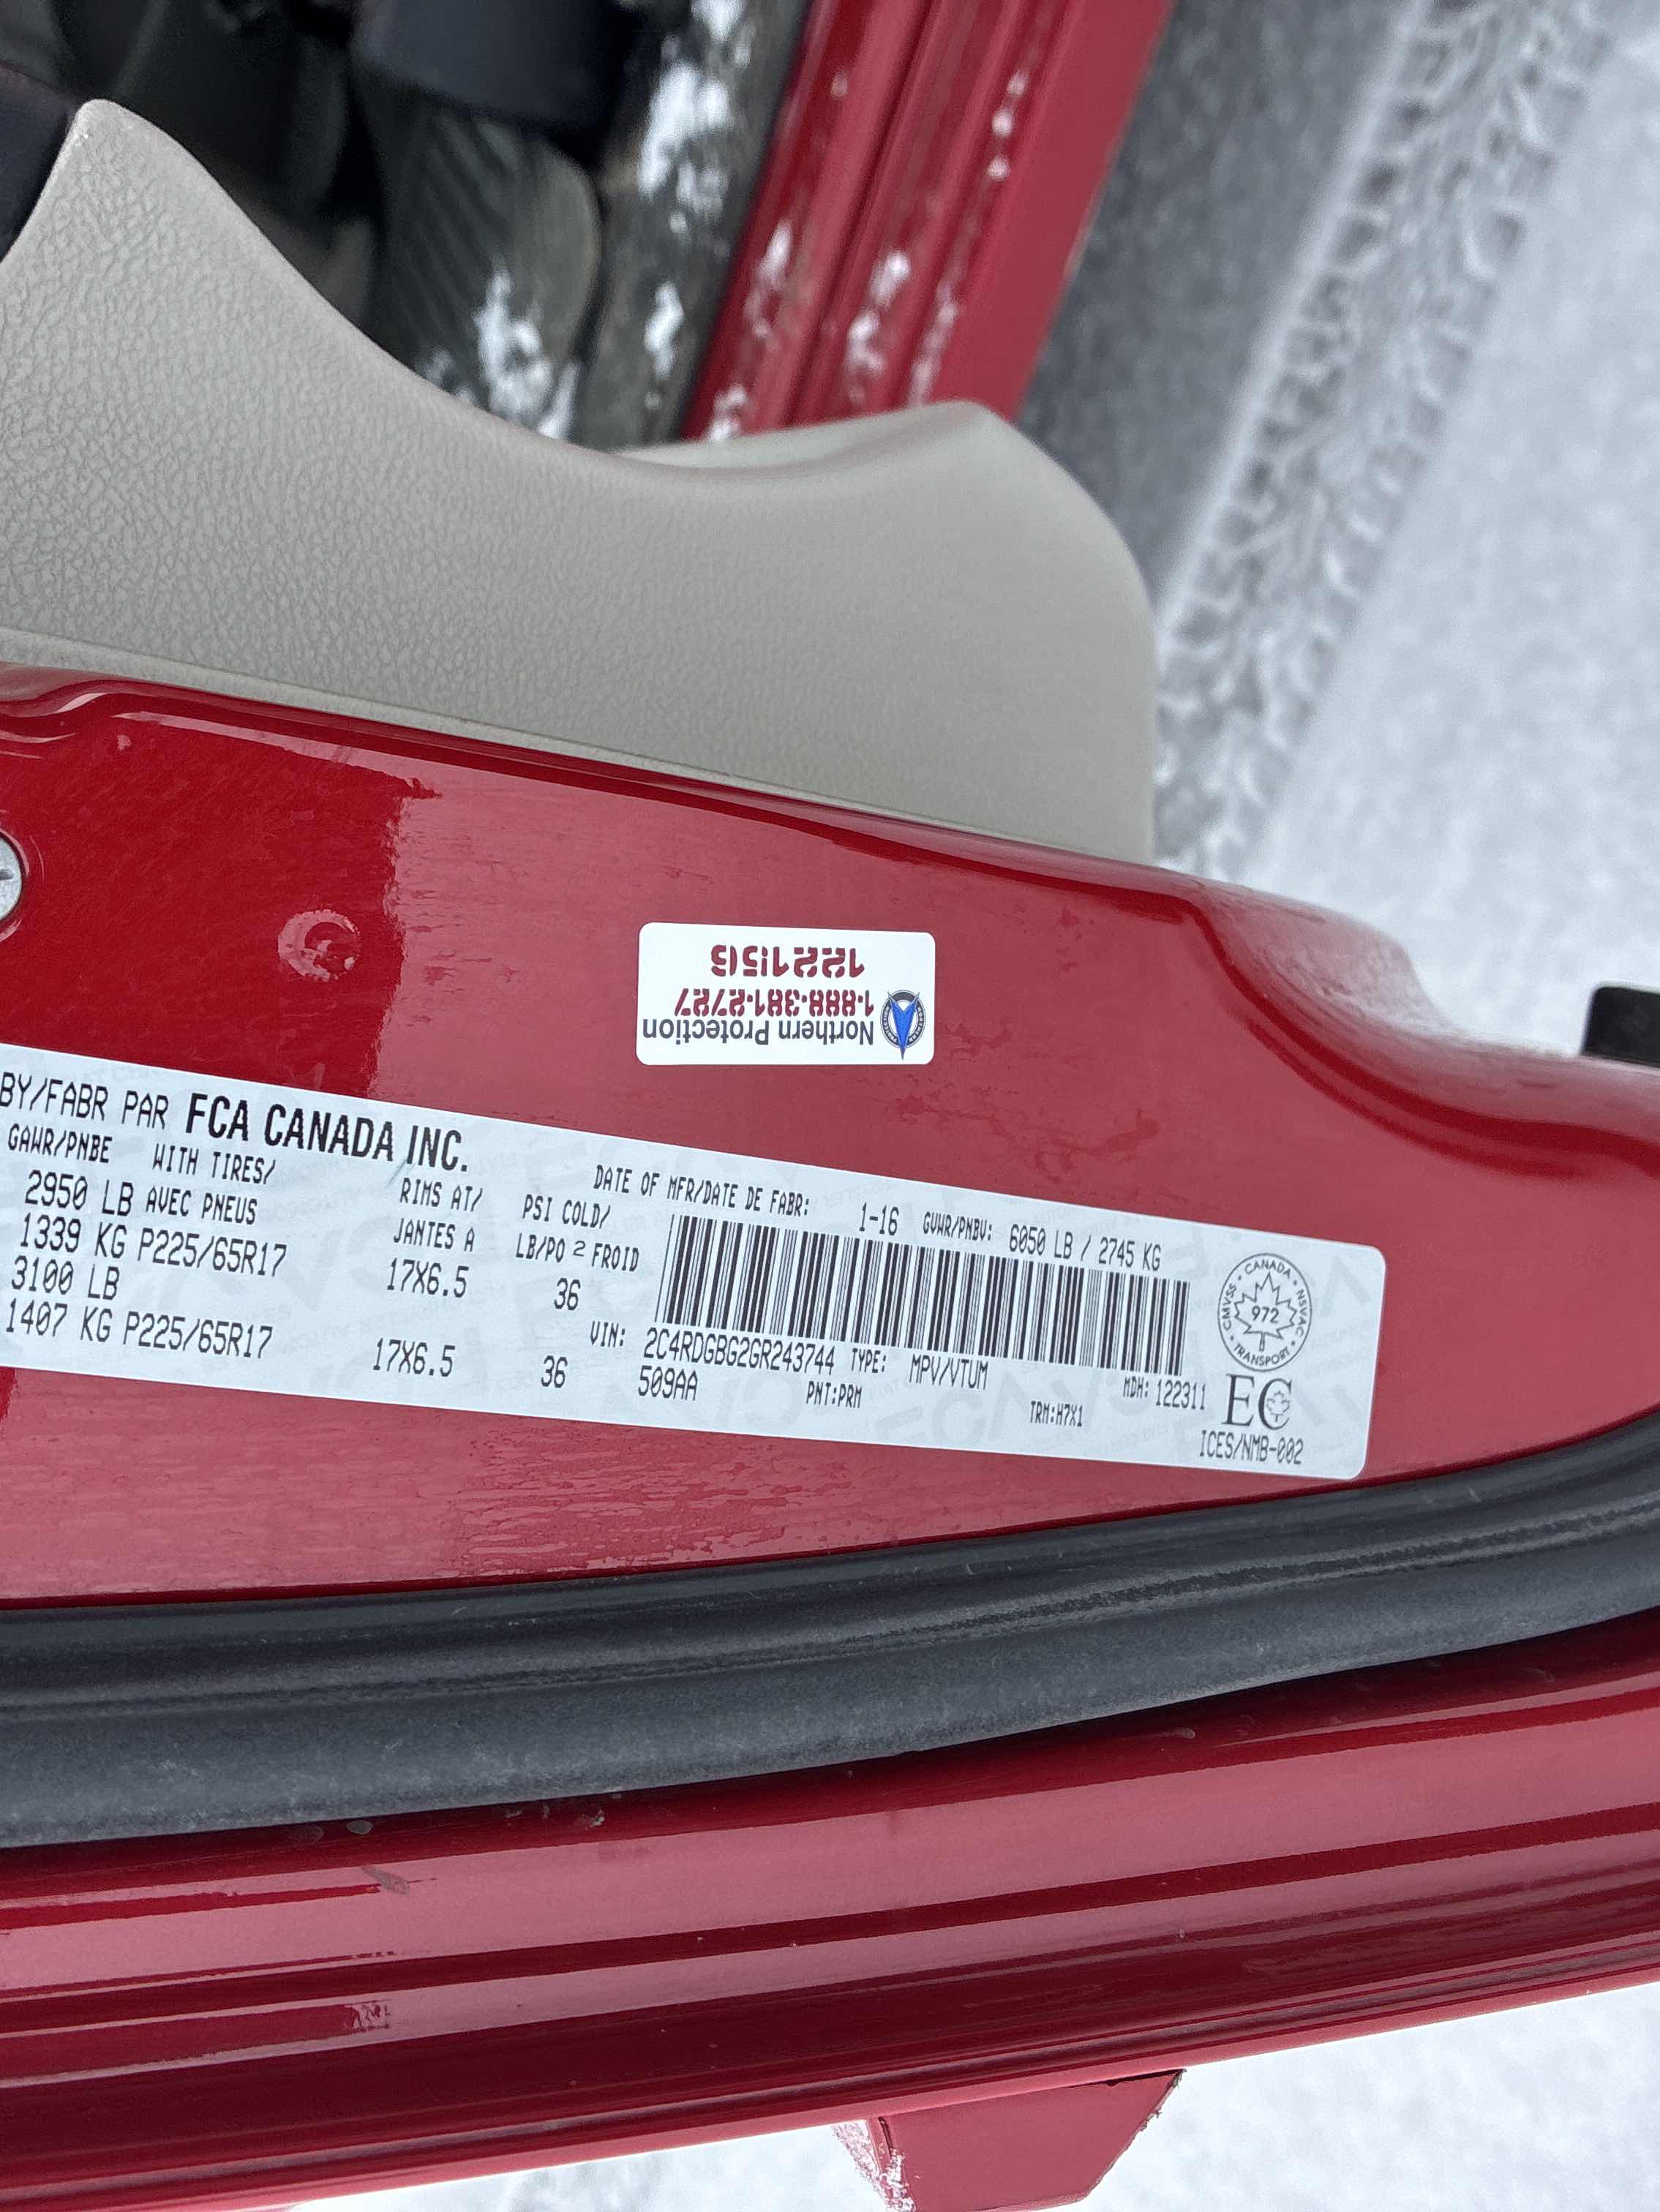 Northern Protection
1-888-381-2727
BY/FABR PAR FCA CANADA INC.
DATE OF MFR/DATE DE FABR: 1-16 GVWR/PNBV: 6050 LB / 2745 KG
GAWR/PNBE WITH TIRES/ RIMS AT/ PSI COLD/
AVEC PNEUS JANTES A LB/PO ² FROID
2950 LB
1339 KG P225/65R17 17X6.5 36
3100 LB
1407 KG P225/65R17 17X6.5 36
VIN: 2C4RDGBG2GR243744 TYPE: MPV/VTUM MDH: 122311
509AA PNT:PRM TRM:H7X1
CANADA
CMVSS NSVAC
972
TRANSPORT
EC
ICES/NMB-002